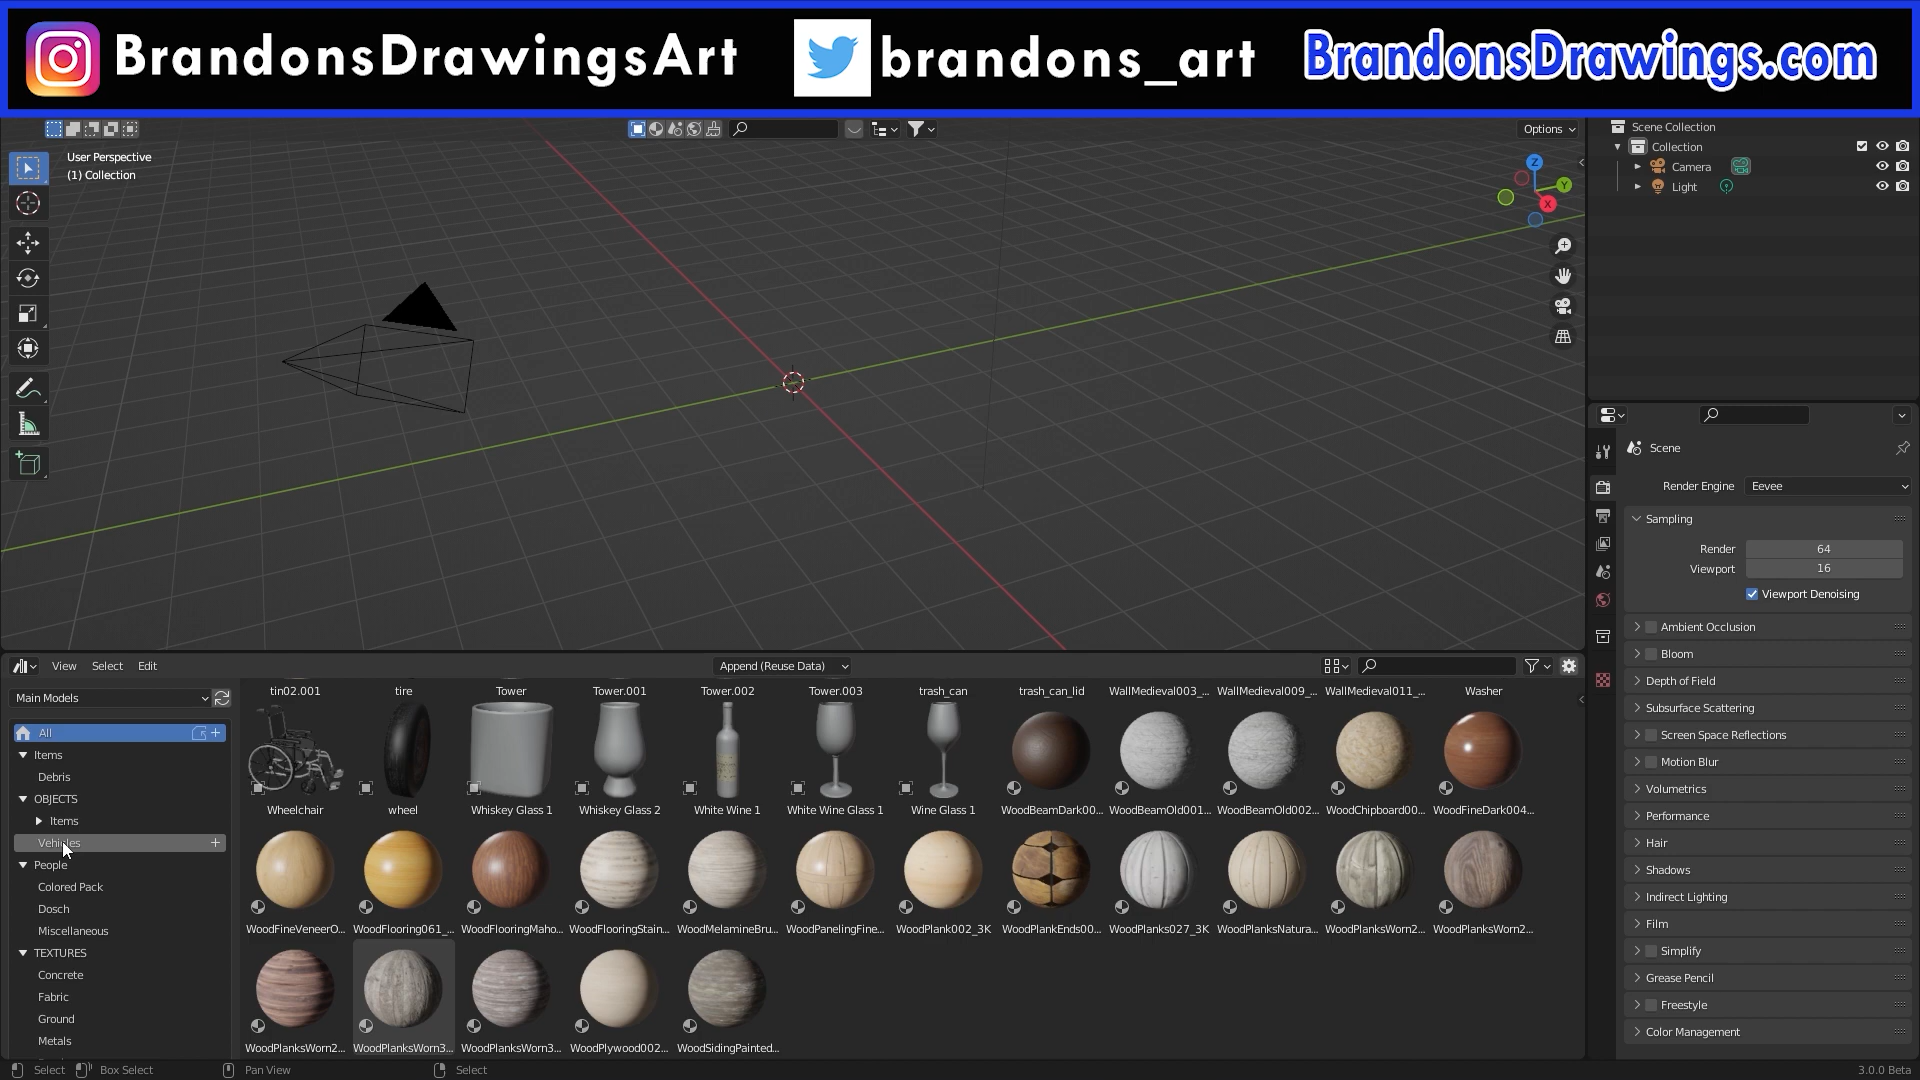 BrandonsDrawingsArt brandons_art BrandonsDrawings.com
Options
User Perspective
(1) Collection
Z
Y
X
Scene Collection
Collection
Camera
Light
Scene
Render Engine Eevee
Sampling
Render 64
Viewport 16
Viewport Denoising
Ambient Occlusion
Bloom
Depth of Field
Subsurface Scattering
Screen Space Reflections
Motion Blur
Volumetrics
Performance
Hair
Shadows
Indirect Lighting
Film
Simplify
Grease Pencil
Freestyle
Color Management
View Select Edit Append (Reuse Data)
Main Models
All
Items
Debris
OBJECTS
Items
Vehicles
People
Colored Pack
Dosch
Miscellaneous
TEXTURES
Concrete
Fabric
Ground
Metals
tin02.001 tire Tower Tower.001 Tower.002 Tower.003 trash_can trash_can_lid WallMedieval003_... WallMedieval009_... WallMedieval011_... Washer
Wheelchair wheel Whiskey Glass 1 Whiskey Glass 2 White Wine 1 White Wine Glass 1 Wine Glass 1 WoodBeamDark00... WoodBeamOld001... WoodBeamOld002... WoodChipboard00... WoodFineDark004...
WoodFineVeneerO... WoodFlooring061_... WoodFlooringMaho... WoodFlooringStain... WoodMelamineBru... WoodPanelingFine... WoodPlank002_3K WoodPlankEnds00... WoodPlanks027_3K WoodPlanksNatura... WoodPlanksWorn2... WoodPlanksWorn2...
WoodPlanksWorn2... WoodPlanksWorn3... WoodPlanksWorn3... WoodPlywood002... WoodSidingPainted...
Select Box Select Pan View Select 3.0.0 Beta